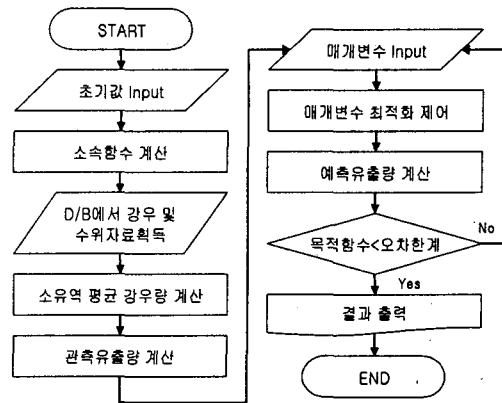 START
초기값 Input
소속함수 계산
D/B에서 강우 및
수위자료획득
소유역 평균 강우량 계산
관측유출량 계산
매개변수 Input
매개변수 최적화 제어
예측유출량 계산
목적함수<오차한계
No
Yes
결과 출력
END